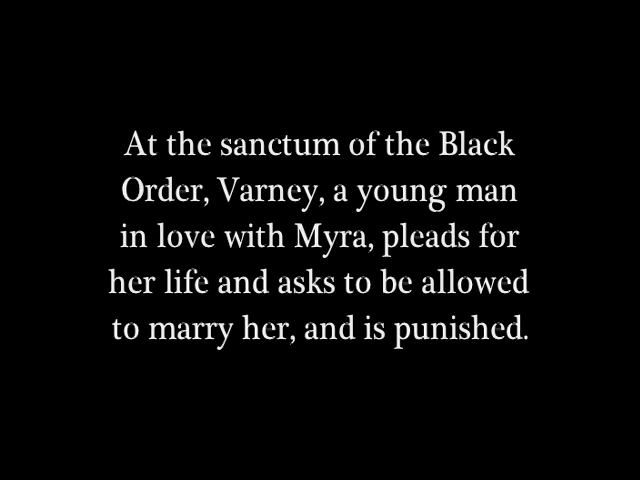 At the sanctum of the Black
Order, Varney, a young man
in love with Myra, pleads for
her life and asks to be allowed
to marry her, and is punished.